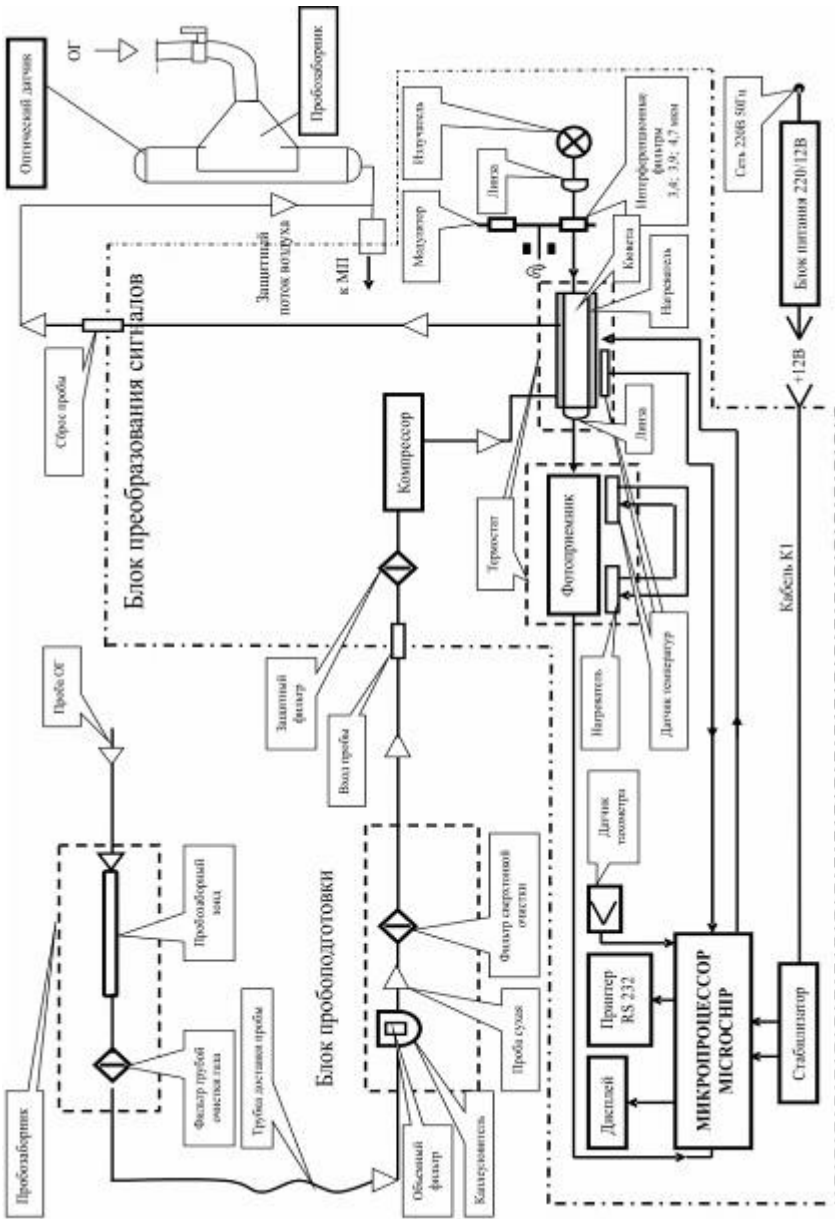 Пробозаборник
Фильтр грубой
очистки газа
Пробозаборный
зонд
Проба ОГ
Трубка доставки пробы
Блок пробоподготовки
Объемный
фильтр
Каплеуловитель
Проба сухая
Фильтр сверхтонкой
очистки
Вход пробы
Защитный
фильтр
Блок преобразования сигналов
Сброс пробы
Компрессор
Защитный
поток воздуха
к МП
Оптический датчик
ОГ
Пробозаборник
Излучатель
Линза
Модулятор
Интерференционные
фильтры
3,4; 3,9; 4,7 мкм
Кювета
Нагреватель
Линза
Термостат
Фотоприемник
Нагреватель
Датчик температур
Датчик
тахометра
Принтер
RS 232
Дисплей
МИКРОПРОЦЕССОР
MICROCHIP
Стабилизатор
Кабель К1
+12В
Блок питания 220/12В
Сеть 220В 50Гц